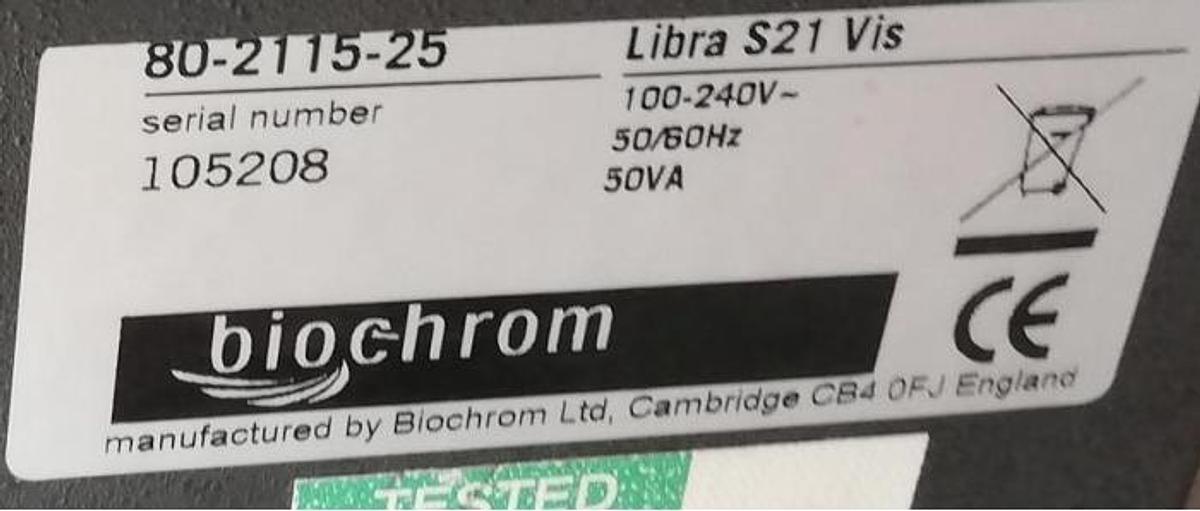 80-2115-25
Libra S21 Vis
serial number
105208
100-240V~
50/60Hz
50VA
biochrom
CE
manufactured by Biochrom Ltd, Cambridge CB4 0FJ England
TESTED